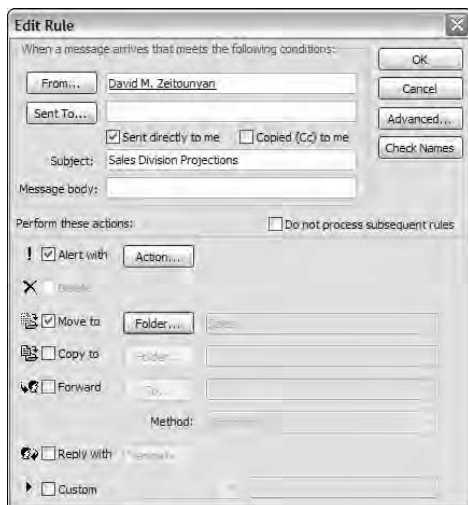 Edit Rule
When a message arrives that meets the following conditions:
OK
From...
David M. Zeitounyan
Cancel
Sent To...
Advanced...
Sent directly to me
Copied (Cc) to me
Check Names
Subject:
Sales Division Projections
Message body:
Perform these actions:
Do not process subsequent rules
Alert with
Action...
Delete
Move to
Folder...
Sales
Copy to
Folder...
Forward
To...
Method:
Reply with
Template
Custom